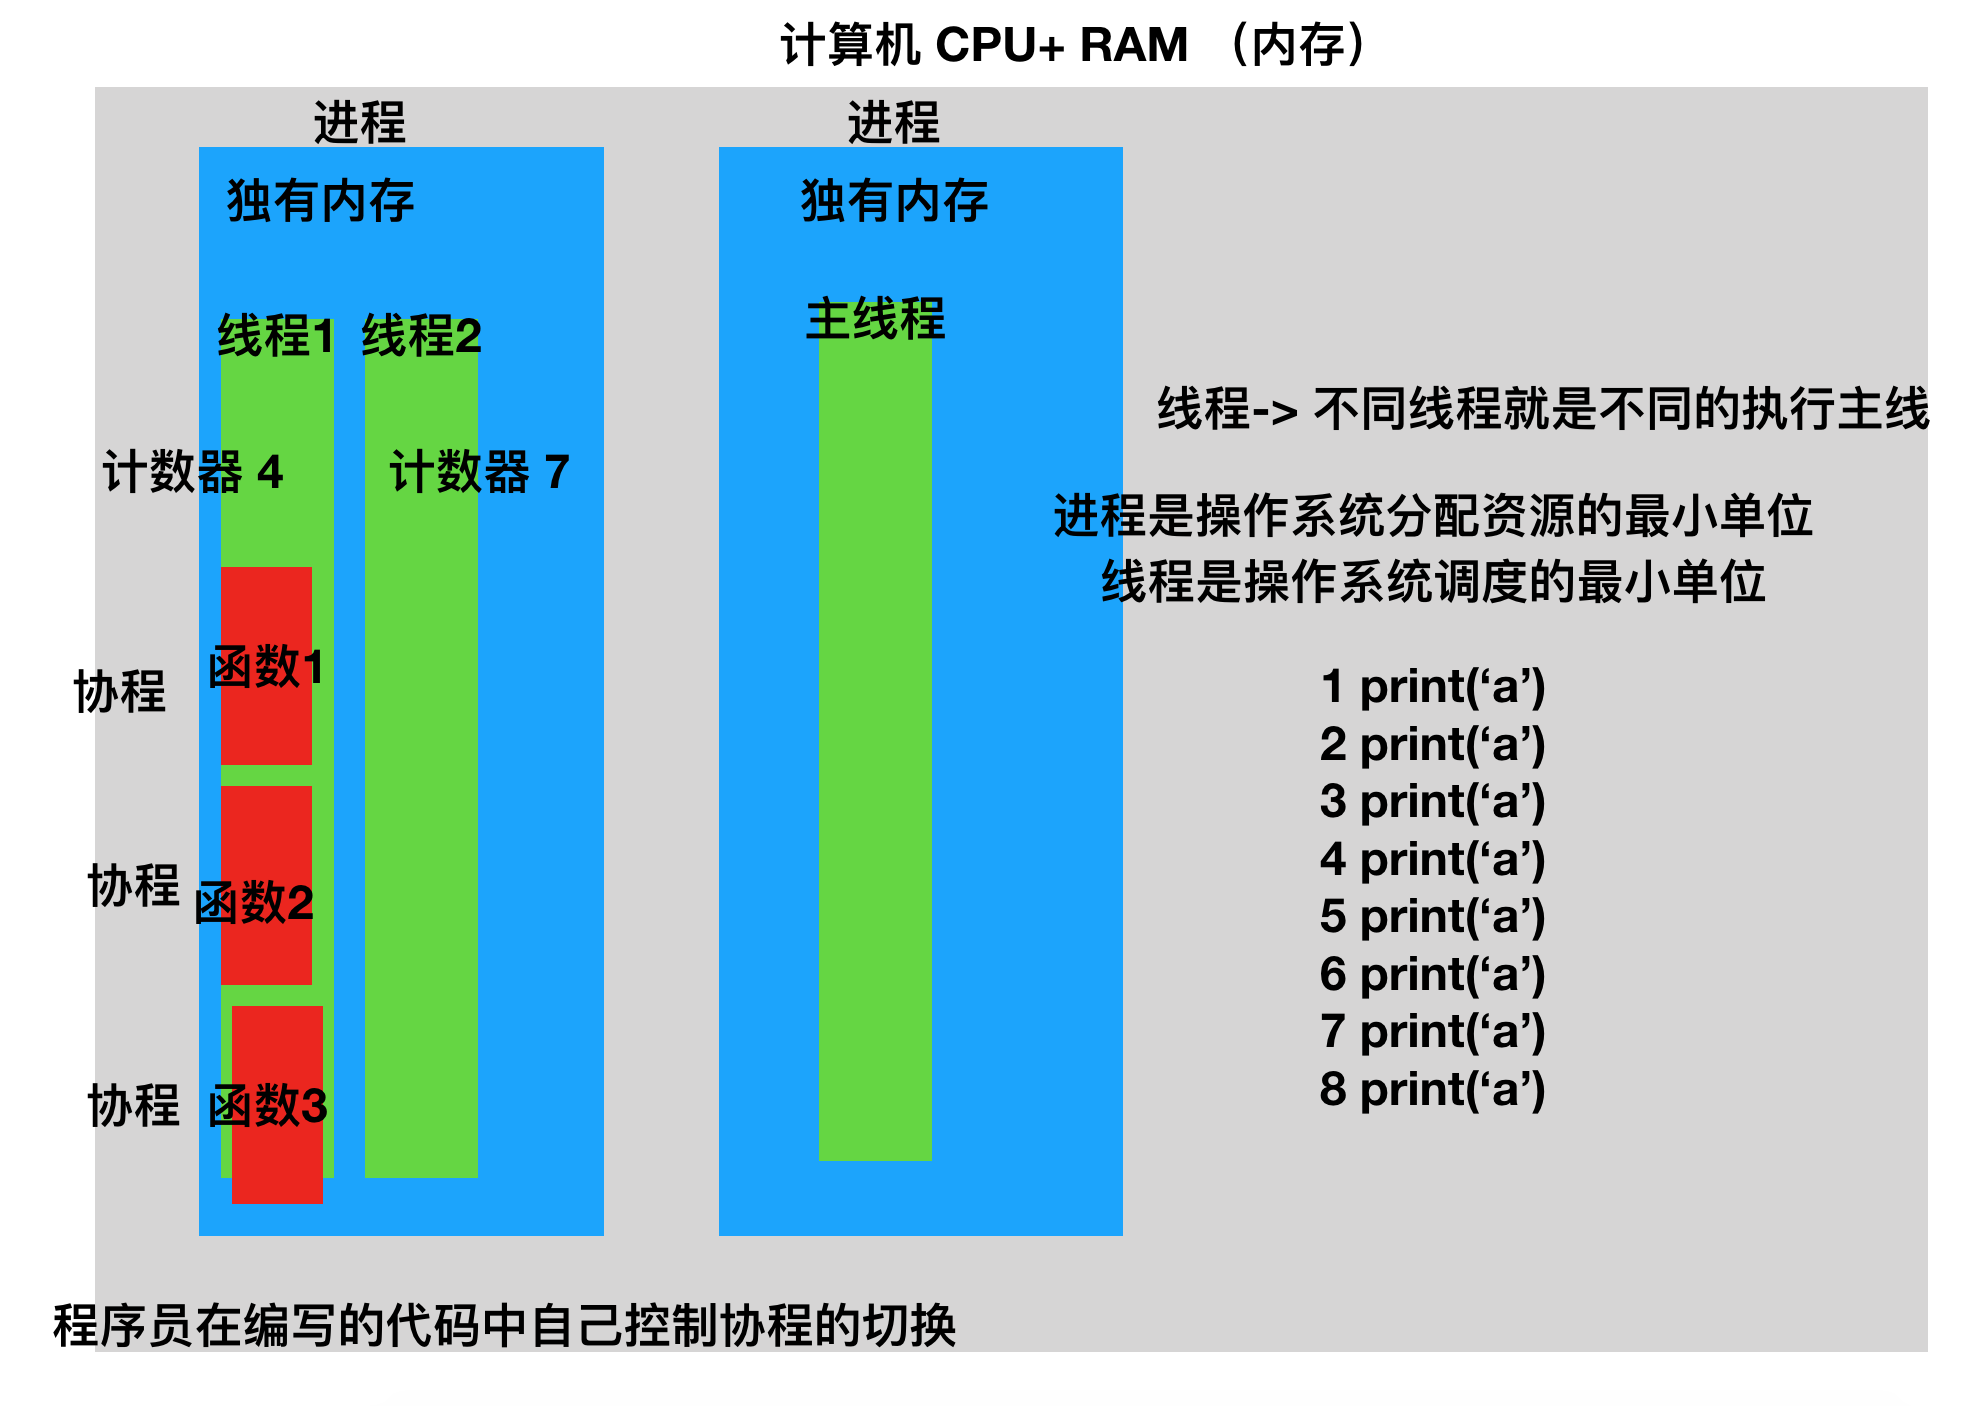 计算机 CPU+ RAM （内存）
进程
进程
独有内存
独有内存
主线程
线程1
线程2
线程-> 不同线程就是不同的执行主线
计数器 4
计数器 7
进程是操作系统分配资源的最小单位
线程是操作系统调度的最小单位
函数1
协程
1 print(‘a’)
2 print(‘a’)
3 print(‘a’)
4 print(‘a’)
5 print(‘a’)
6 print(‘a’)
7 print(‘a’)
8 print(‘a’)
协程
函数2
协程
函数3
程序员在编写的代码中自己控制协程的切换